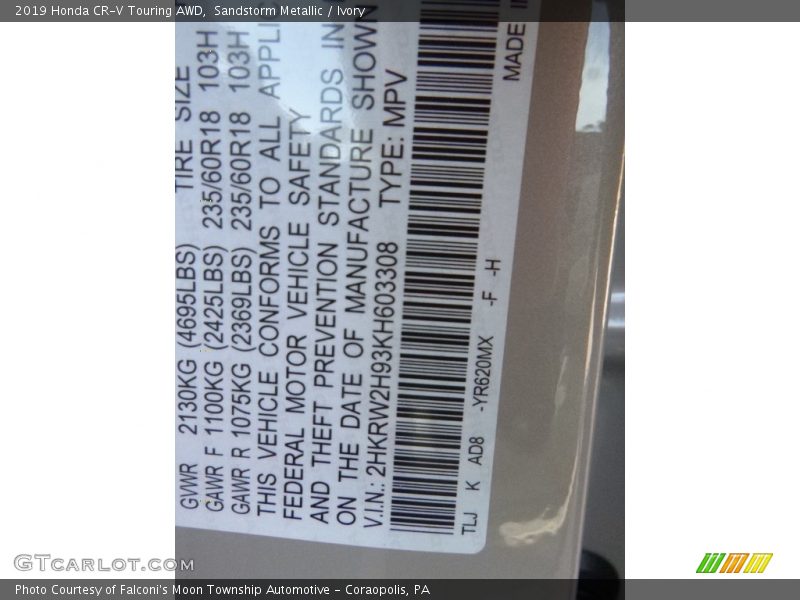 2019 Honda CR-V Touring AWD, Sandstorm Metallic / Ivory
TIRE SIZE
GVWR 2130KG (4695LBS)
GAWR F 1100KG (2425LBS) 235/60R18 103H
GAWR R 1075KG (2369LBS) 235/60R18 103H
THIS VEHICLE CONFORMS TO ALL APPLIC
FEDERAL MOTOR VEHICLE SAFETY
AND THEFT PREVENTION STANDARDS IN
ON THE DATE OF MANUFACTURE SHOWN
V.I.N.: 2HKRW2H93KH603308 TYPE: MPV
MADE
TLJ K AD8 -YR620MX -F -H
GTCARLOT.COM
Photo Courtesy of Falconi's Moon Township Automotive - Coraopolis, PA